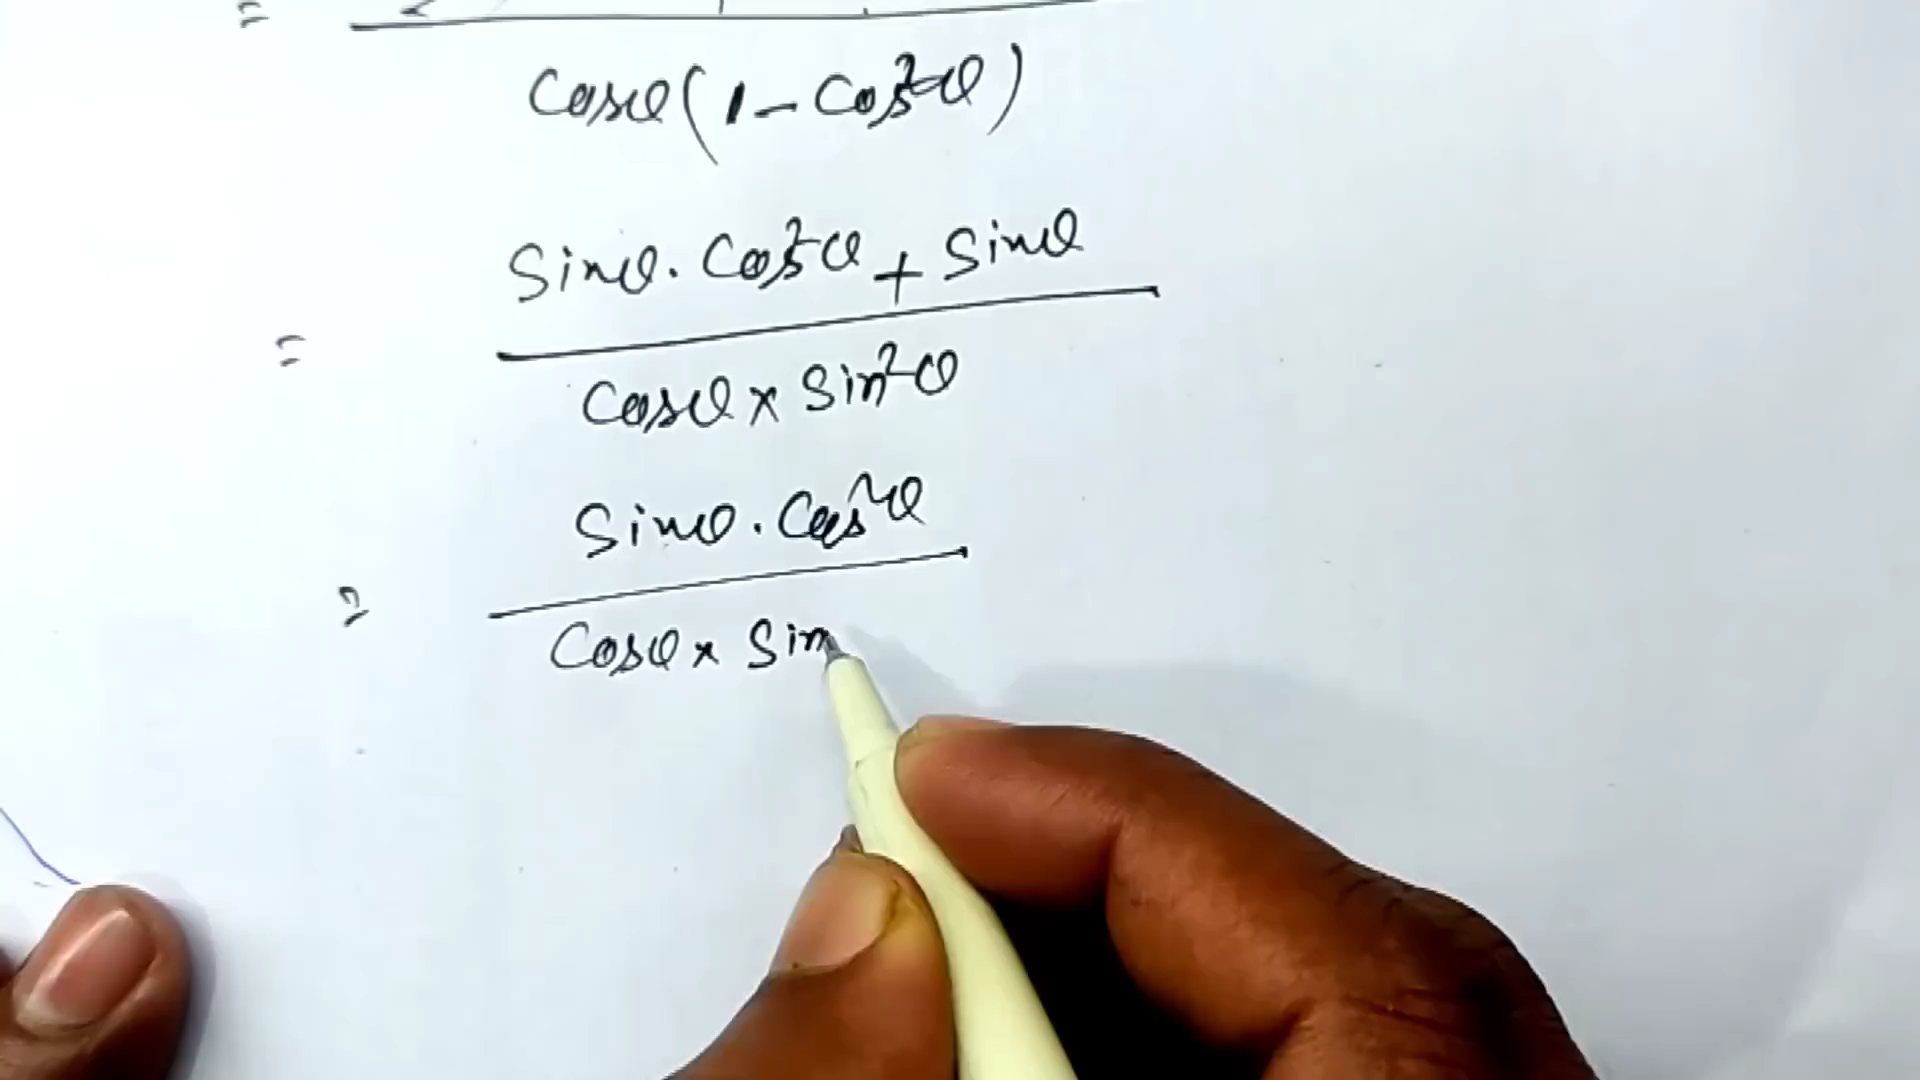 =
Cosθ(1 - Cos²θ)
Sinθ. Cos²θ + Sinθ
=
Cosθ x Sin²θ
Sinθ. Cos²θ
=
Cosθ x Sin